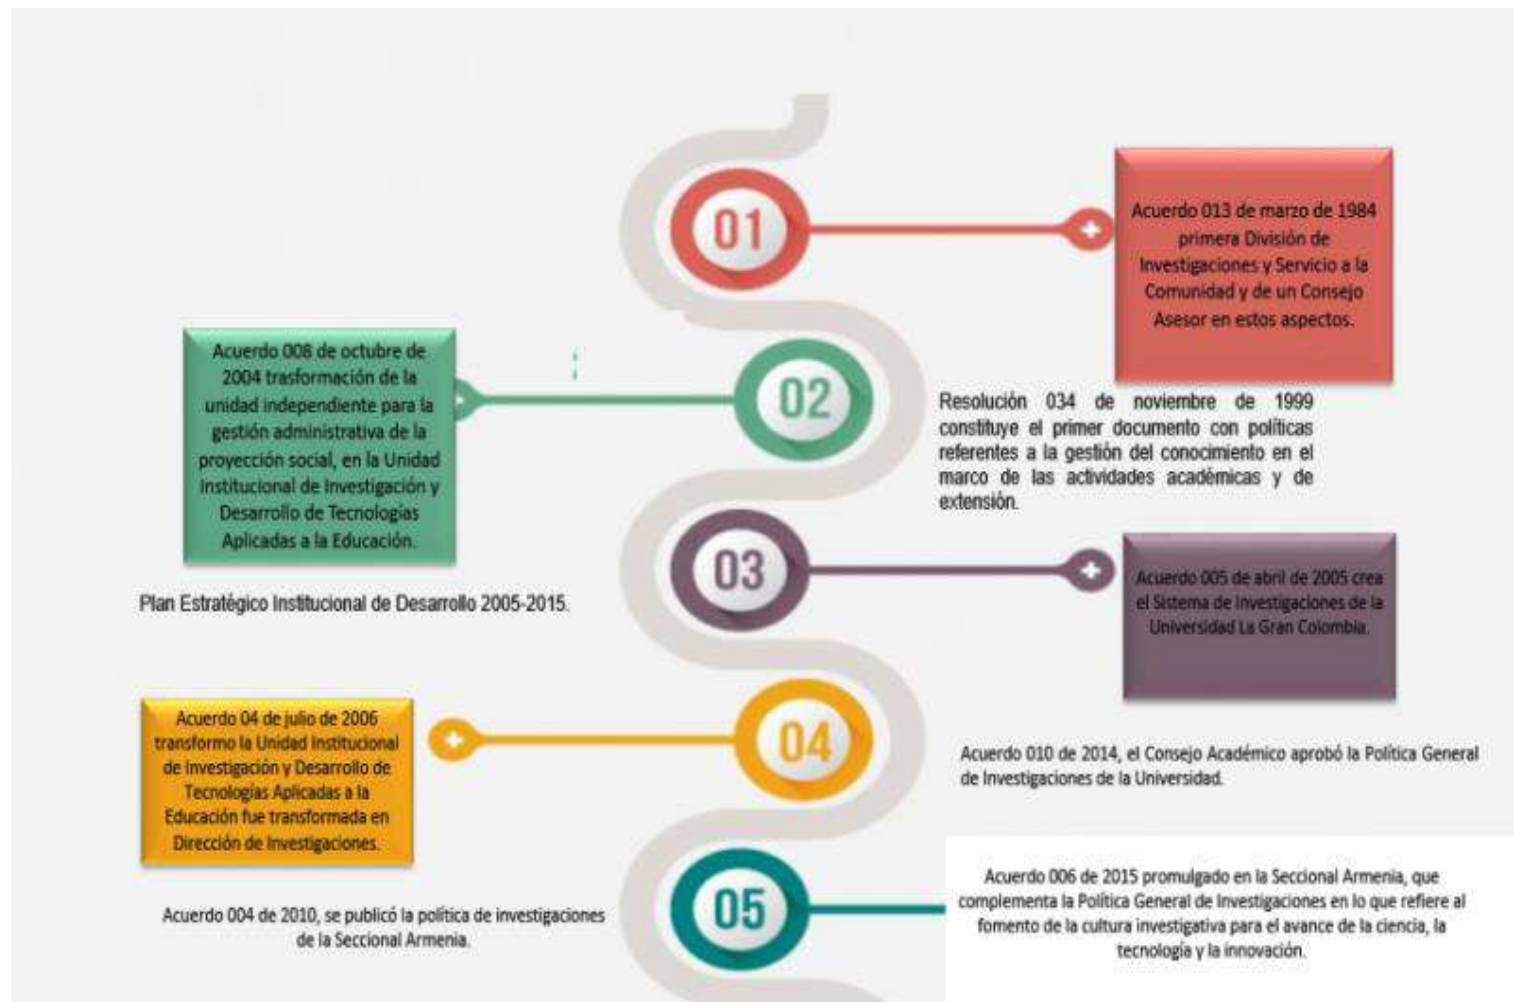 01
Acuerdo 013 de marzo de 1984
primera División de
Investigaciones y Servicio a la
Comunidad y de un Consejo
Asesor en estos aspectos.
Acuerdo 008 de octubre de
2004 trasformación de la
unidad independiente para la
gestión administrativa de la
proyección social, en la Unidad
Institucional de Investigación y
Desarrollo de Tecnologías
Aplicadas a la Educación.
02
Resolución 034 de noviembre de 1999
constituye el primer documento con políticas
referentes a la gestión del conocimiento en el
marco de las actividades académicas y de
extensión.
Plan Estratégico Institucional de Desarrollo 2005-2015.
03
Acuerdo 005 de abril de 2005 crea
el Sistema de Investigaciones de la
Universidad La Gran Colombia.
Acuerdo 04 de julio de 2006
transformo la Unidad Institucional
de Investigación y Desarrollo de
Tecnologías Aplicadas a la
Educación fue transformada en
Dirección de Investigaciones.
04
Acuerdo 010 de 2014, el Consejo Académico aprobó la Política General
de Investigaciones de la Universidad.
Acuerdo 004 de 2010, se publicó la política de investigaciones
de la Seccional Armenia.
05
Acuerdo 006 de 2015 promulgado en la Seccional Armenia, que
complementa la Política General de Investigaciones en lo que refiere al
fomento de la cultura investigativa para el avance de la ciencia, la
tecnología y la innovación.